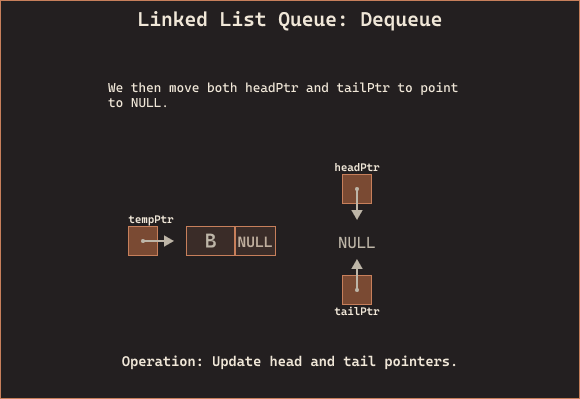 Linked List Queue: Dequeue
We then move both headPtr and tailPtr to point
to NULL.
headPtr
tempPtr
B NULL
NULL
tailPtr
Operation: Update head and tail pointers.